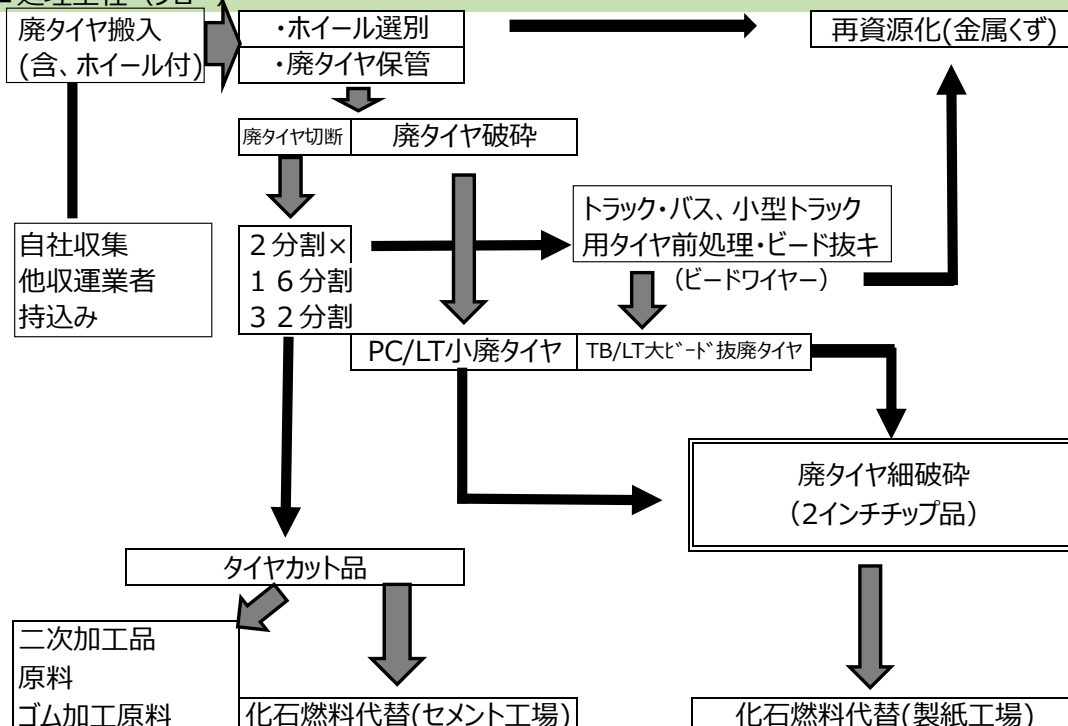 処理工程（フロー）
廃タイヤ搬入
(含、ホイール付)
・ホイール選別
・廃タイヤ保管
再資源化(金属くず)
廃タイヤ切断
廃タイヤ破砕
自社収集
他収運業者
持込み
２分割×
１６分割
３２分割
トラック・バス、小型トラック
用タイヤ前処理・ビード抜キ
（ビードワイヤー）
PC/LT小廃タイヤ
TB/LT大ﾋﾞｰﾄﾞ抜廃タイヤ
廃タイヤ細破砕
（2インチチップ品）
タイヤカット品
二次加工品
原料
ゴム加工原料
化石燃料代替(セメント工場)
化石燃料代替(製紙工場)